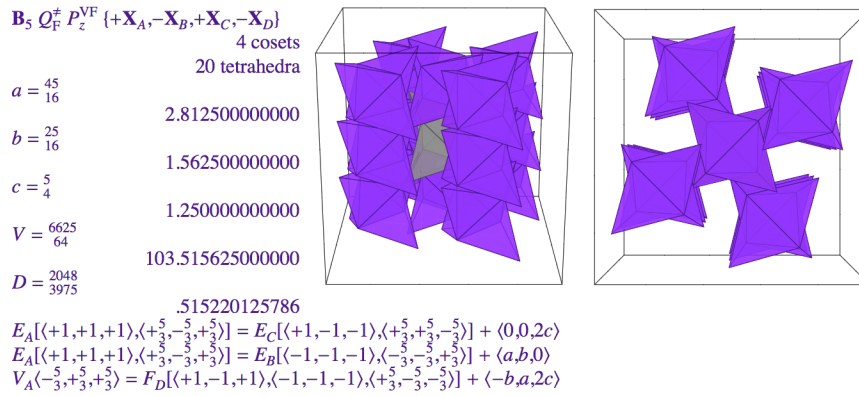 B₅ Q_F^≠ P_z^VF {+X_A,−X_B,+X_C,−X_D}
4 cosets
20 tetrahedra
a = 45/16
2.812500000000
b = 25/16
1.562500000000
c = 5/4
1.250000000000
V = 6625/64
103.515625000000
D = 2048/3975
.515220125786
E_A[⟨+1,+1,+1⟩,⟨+5/3,−5/3,+5/3⟩] = E_C[⟨+1,−1,−1⟩,⟨+5/3,+5/3,−5/3⟩] + ⟨0,0,2c⟩
E_A[⟨+1,+1,+1⟩,⟨+5/3,−5/3,+5/3⟩] = E_B[⟨−1,−1,−1⟩,⟨−5/3,−5/3,+5/3⟩] + ⟨a,b,0⟩
V_A⟨−5/3,+5/3,+5/3⟩ = F_D[⟨+1,−1,+1⟩,⟨−1,−1,−1⟩,⟨+5/3,−5/3,−5/3⟩] + ⟨−b,a,2c⟩